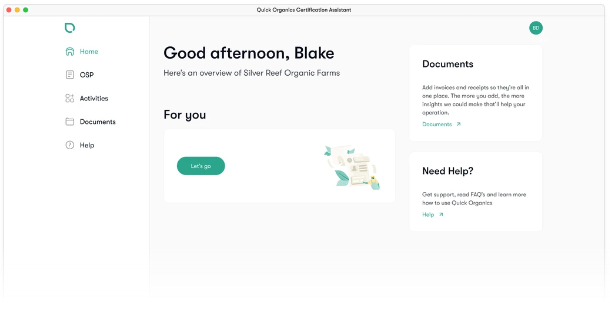 Quick Organics Certification Assistant
BD
Home
OSP
Activities
Documents
Help
Good afternoon, Blake
Here's an overview of Silver Reef Organic Farms
For you
Let's go
Documents
Add invoices and receipts so they're all in
one place. The more you add, the more
insights we could make that'll help your
operation.
Documents
Need Help?
Get support, read FAQ's and learn more
how to use Quick Organics
Help